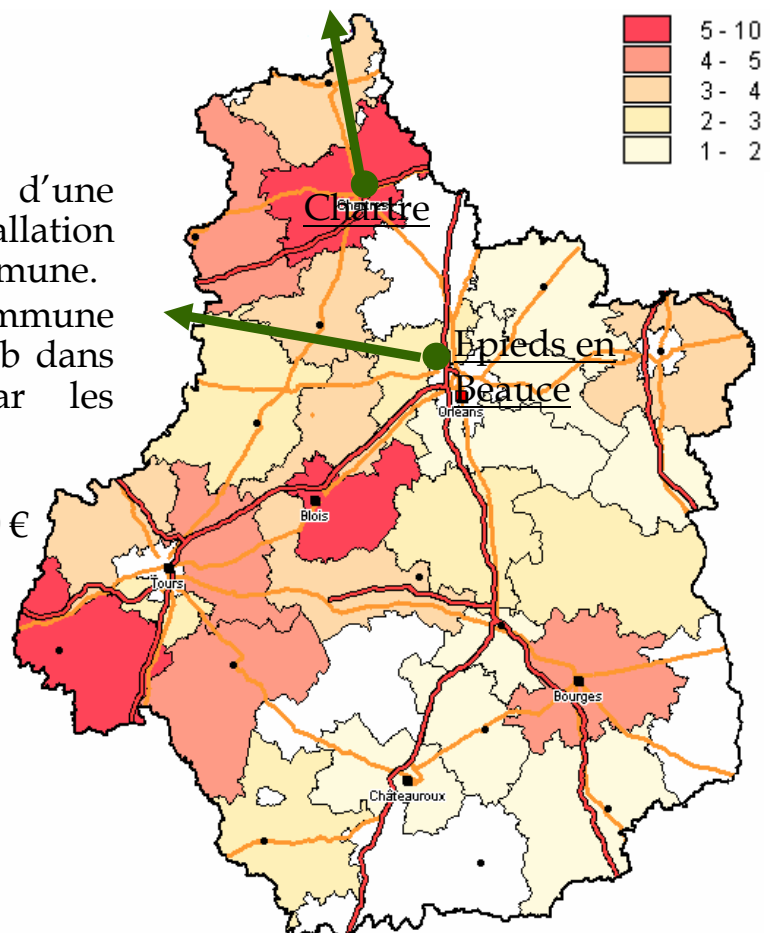 5 - 10
4 - 5
3 - 4
2 - 3
1 - 2
d’une
allation
mune.
mmune
b dans
ar les
€
Chartre
Epieds en
Beauce
Orléans
Blois
Tours
Bourges
Châteauroux